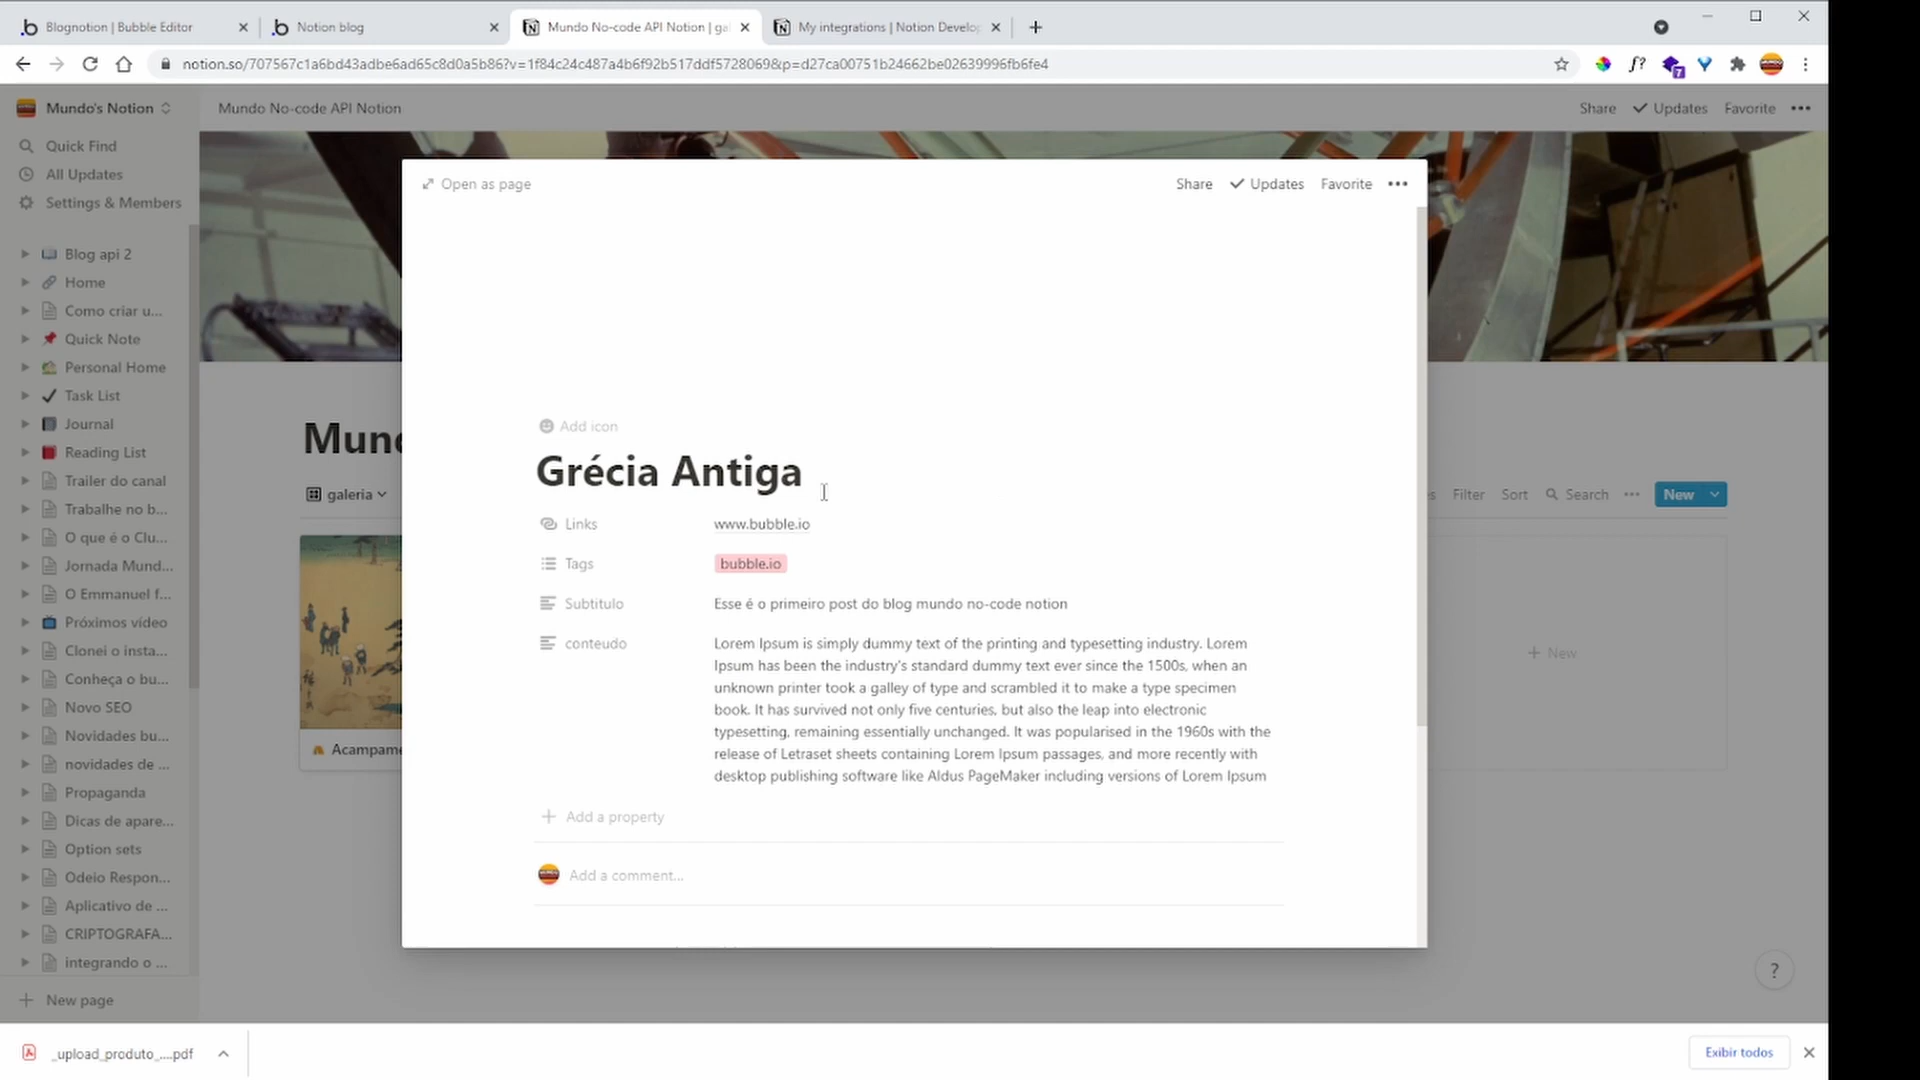 Blognotion | Bubble Editor
Notion blog
Mundo No-code API Notion | ga
My integrations | Notion Develop
notion.so/707567c1a6bd43adbe6ad65c8d0a5b86?v=1f84c24c487a4b6f92b517ddf5728069&p=d27ca00751b24662be02639996fb6fe4
f?
7
Mundo's Notion
Mundo No-code API Notion
Share
Updates
Favorite
Quick Find
All Updates
Settings & Members
Blog api 2
Home
Como criar u...
Quick Note
Personal Home
Task List
Journal
Reading List
Trailer do canal
Trabalhe no b...
O que é o Clu...
Jornada Mund...
O Emmanuel f...
Próximos vídeo
Clonei o insta...
Conheça o bu...
Novo SEO
Novidades bu...
novidades de ...
Propaganda
Dicas de apare...
Option sets
Odeio Respon...
Aplicativo de ...
CRIPTOGRAFA...
integrando o ...
New page
Open as page
Share
Updates
Favorite
Add icon
Grécia Antiga
Links
www.bubble.io
Tags
bubble.io
Subtitulo
Esse é o primeiro post do blog mundo no-code notion
conteudo
Lorem Ipsum is simply dummy text of the printing and typesetting industry. Lorem
Ipsum has been the industry's standard dummy text ever since the 1500s, when an
unknown printer took a galley of type and scrambled it to make a type specimen
book. It has survived not only five centuries, but also the leap into electronic
typesetting, remaining essentially unchanged. It was popularised in the 1960s with the
release of Letraset sheets containing Lorem Ipsum passages, and more recently with
desktop publishing software like Aldus PageMaker including versions of Lorem Ipsum
Add a property
Add a comment...
Mun
galeria
Acampame
es
Filter
Sort
Search
New
New
?
_upload_produto_....pdf
Exibir todos